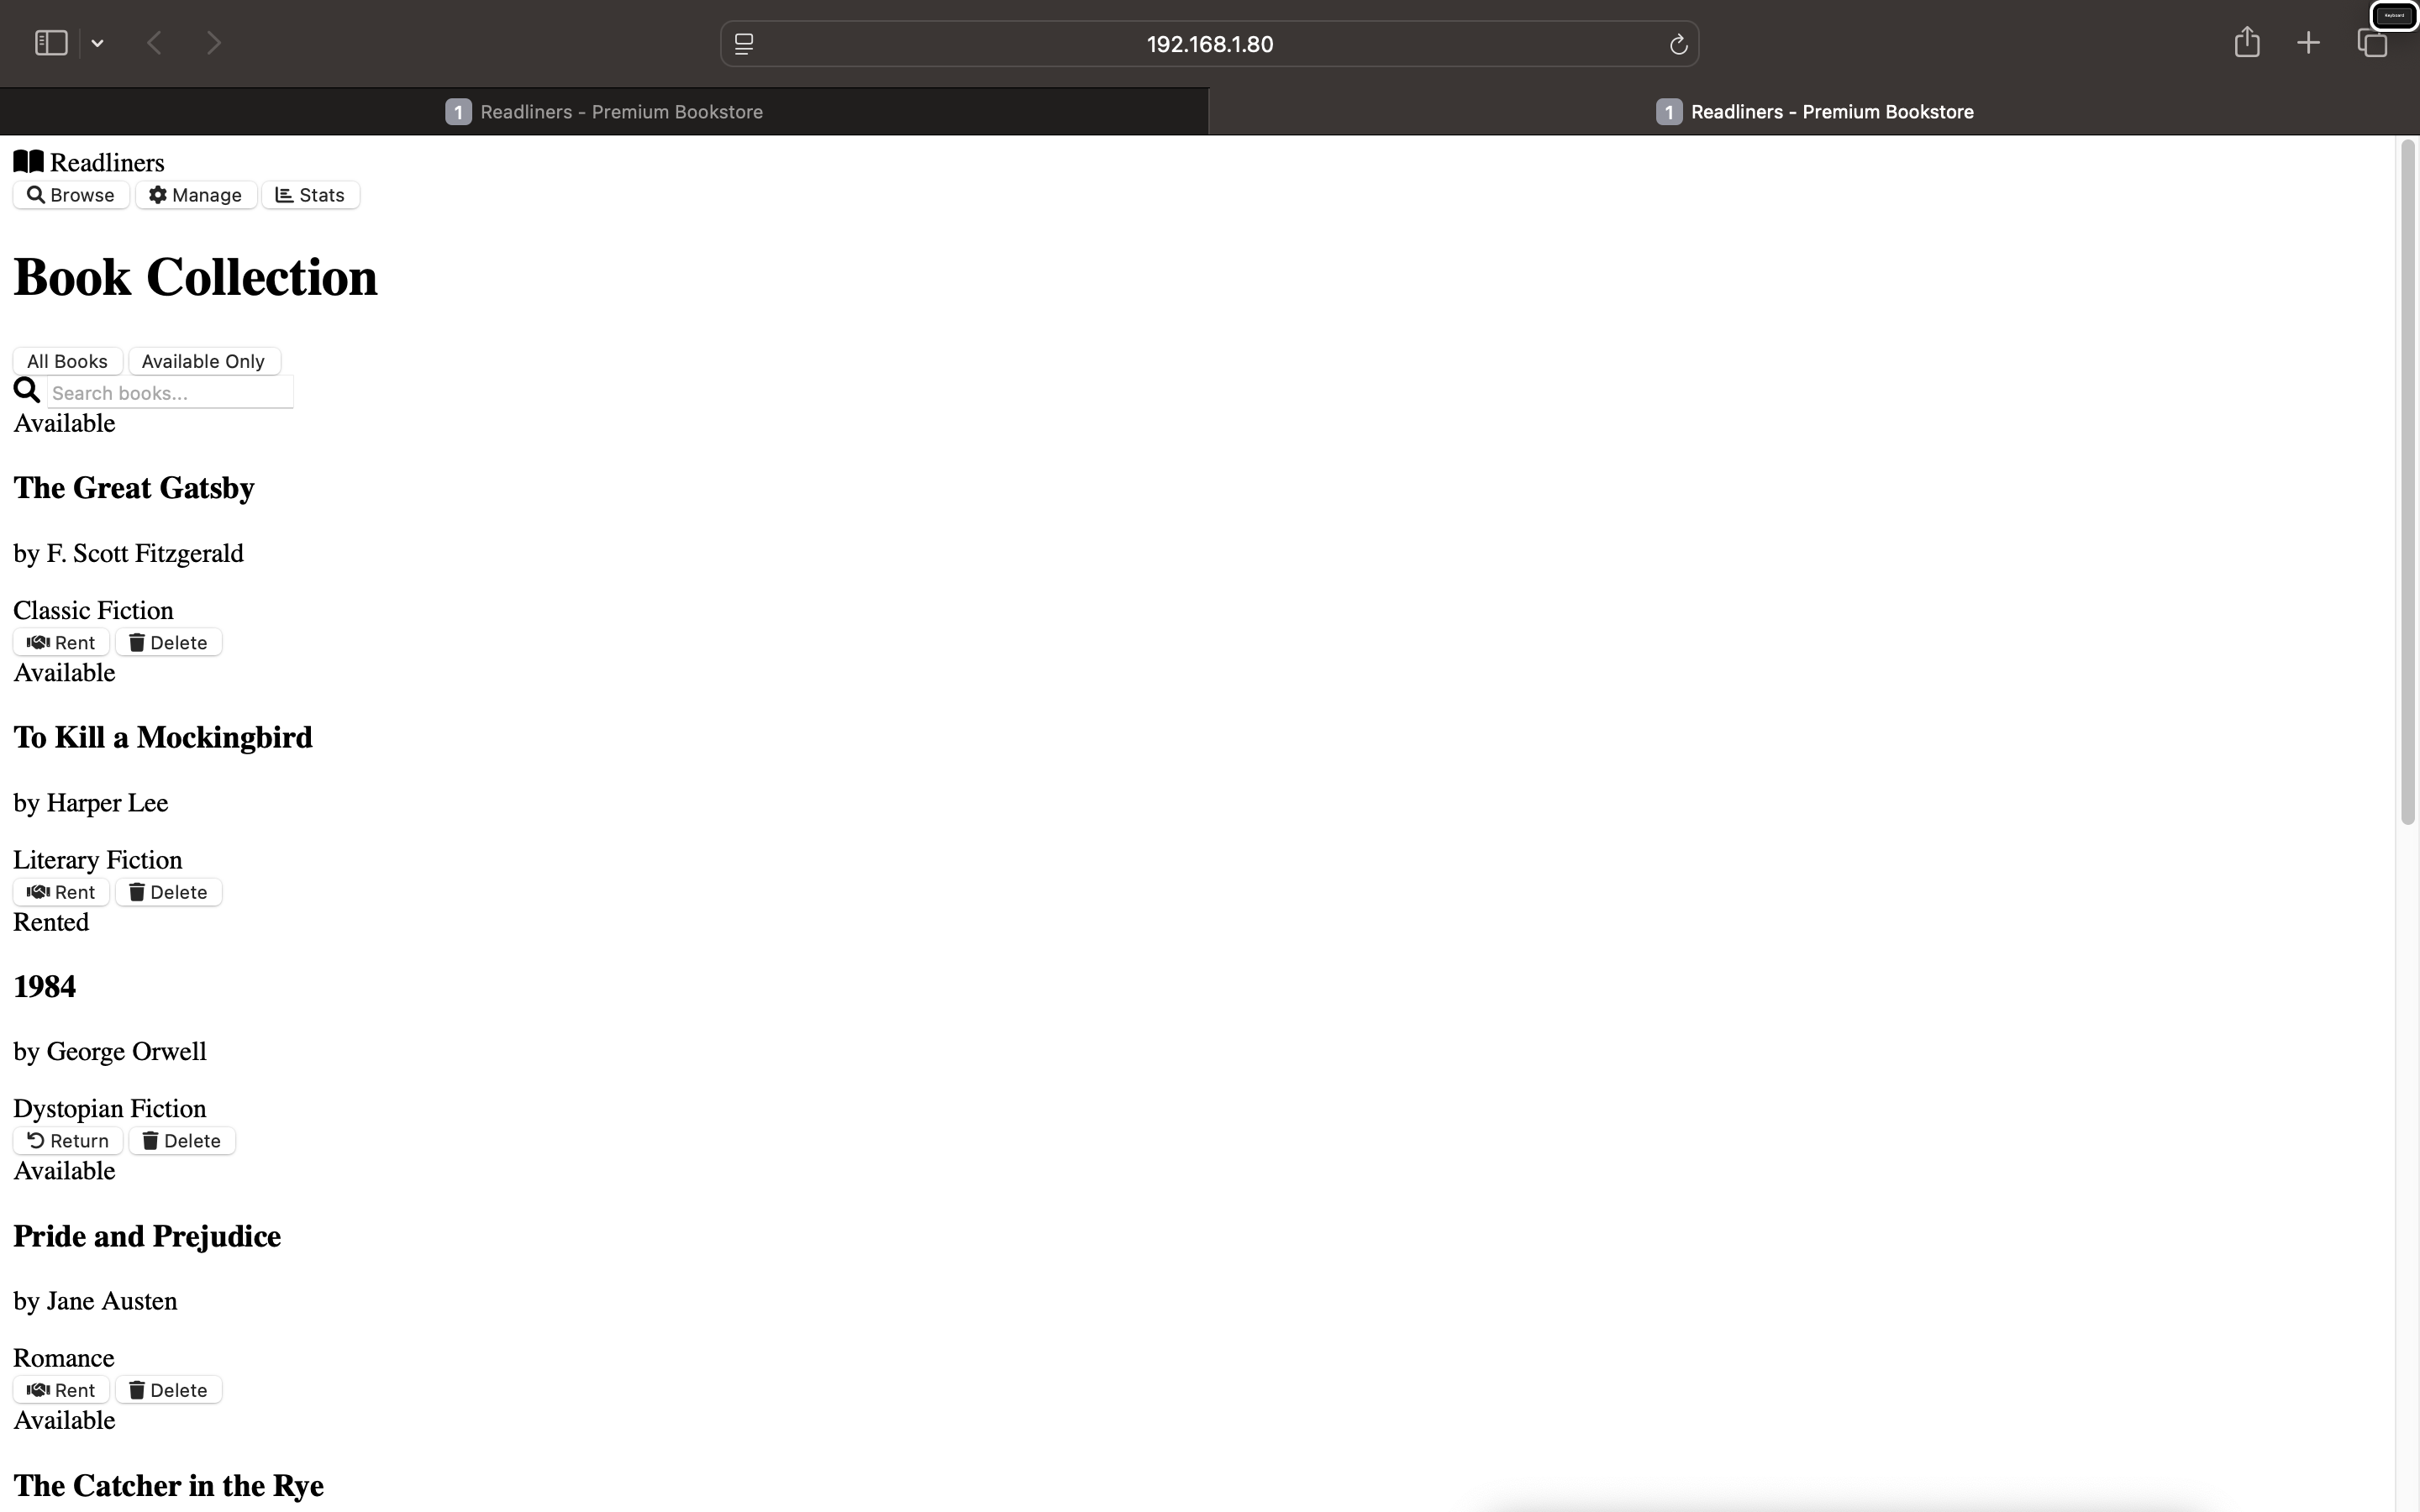 192.168.1.80
Keyboard
1 Readliners - Premium Bookstore
1 Readliners - Premium Bookstore
Readliners
Browse Manage Stats
Book Collection
All Books Available Only
Search books...
Available
The Great Gatsby
by F. Scott Fitzgerald
Classic Fiction
Rent Delete
Available
To Kill a Mockingbird
by Harper Lee
Literary Fiction
Rent Delete
Rented
1984
by George Orwell
Dystopian Fiction
Return Delete
Available
Pride and Prejudice
by Jane Austen
Romance
Rent Delete
Available
The Catcher in the Rye